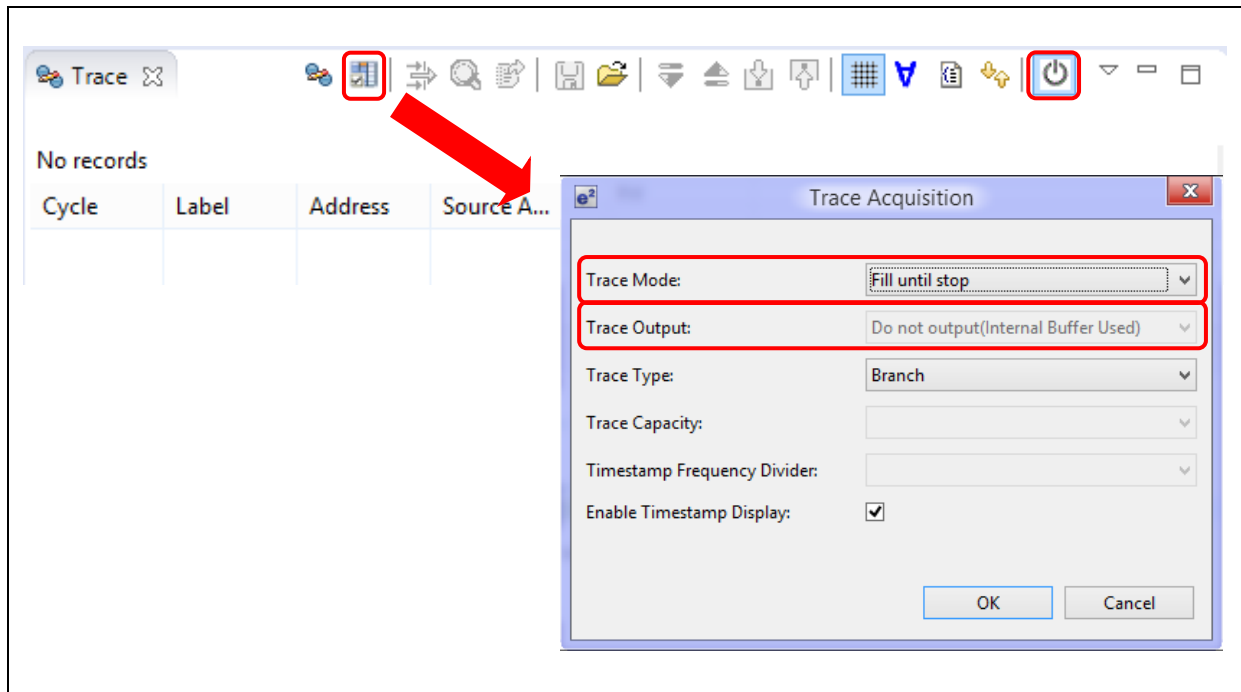 Trace
No records
Cycle Label Address Source A...
e²
Trace Acquisition
x
Trace Mode: Fill until stop
Trace Output: Do not output(Internal Buffer Used)
Trace Type: Branch
Trace Capacity:
Timestamp Frequency Divider:
Enable Timestamp Display:
OK Cancel